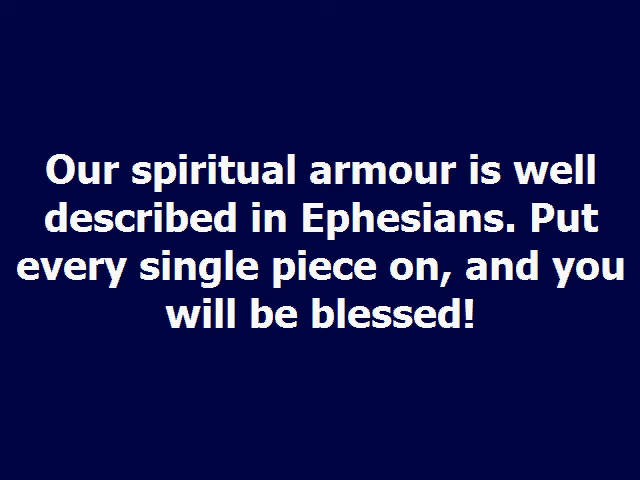 Our spiritual armour is well
described in Ephesians. Put
every single piece on, and you
will be blessed!